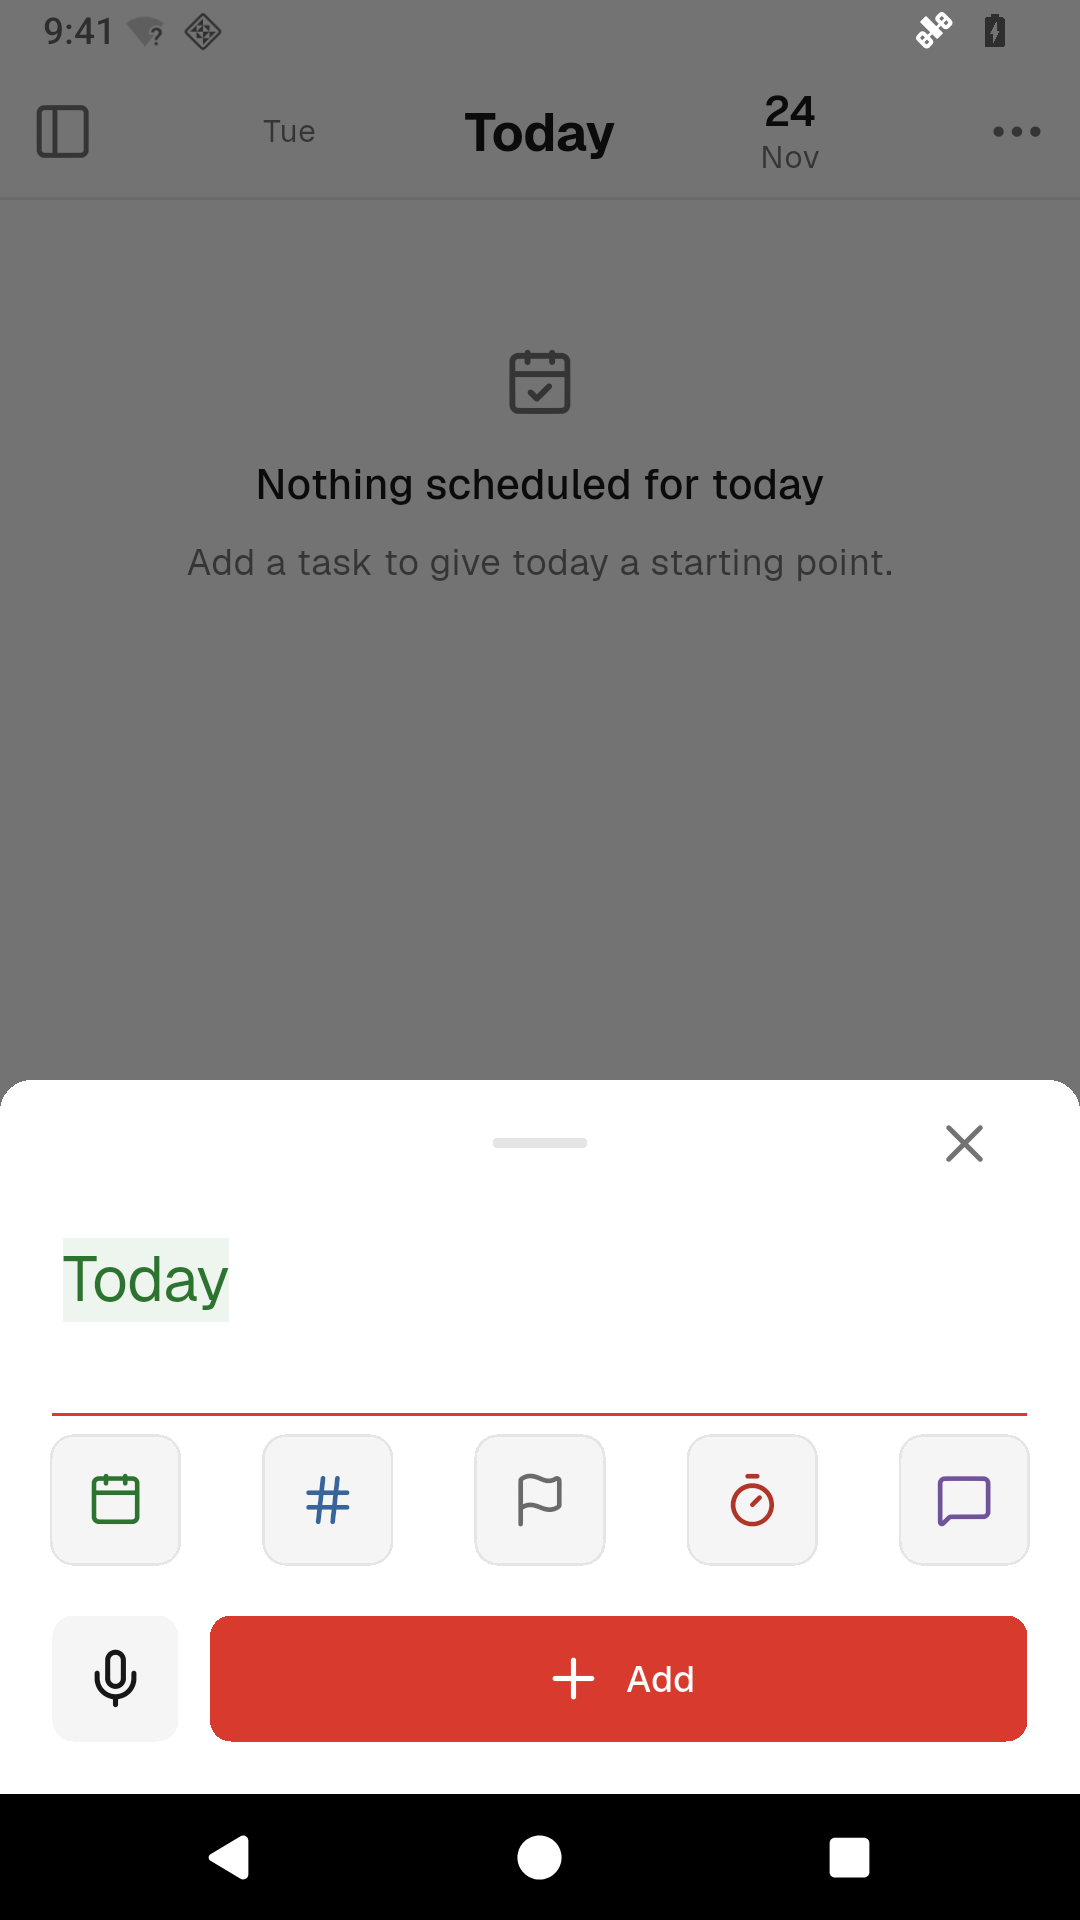 9:41
Tue
Today
24
Nov
Nothing scheduled for today
Add a task to give today a starting point.
Today
Add